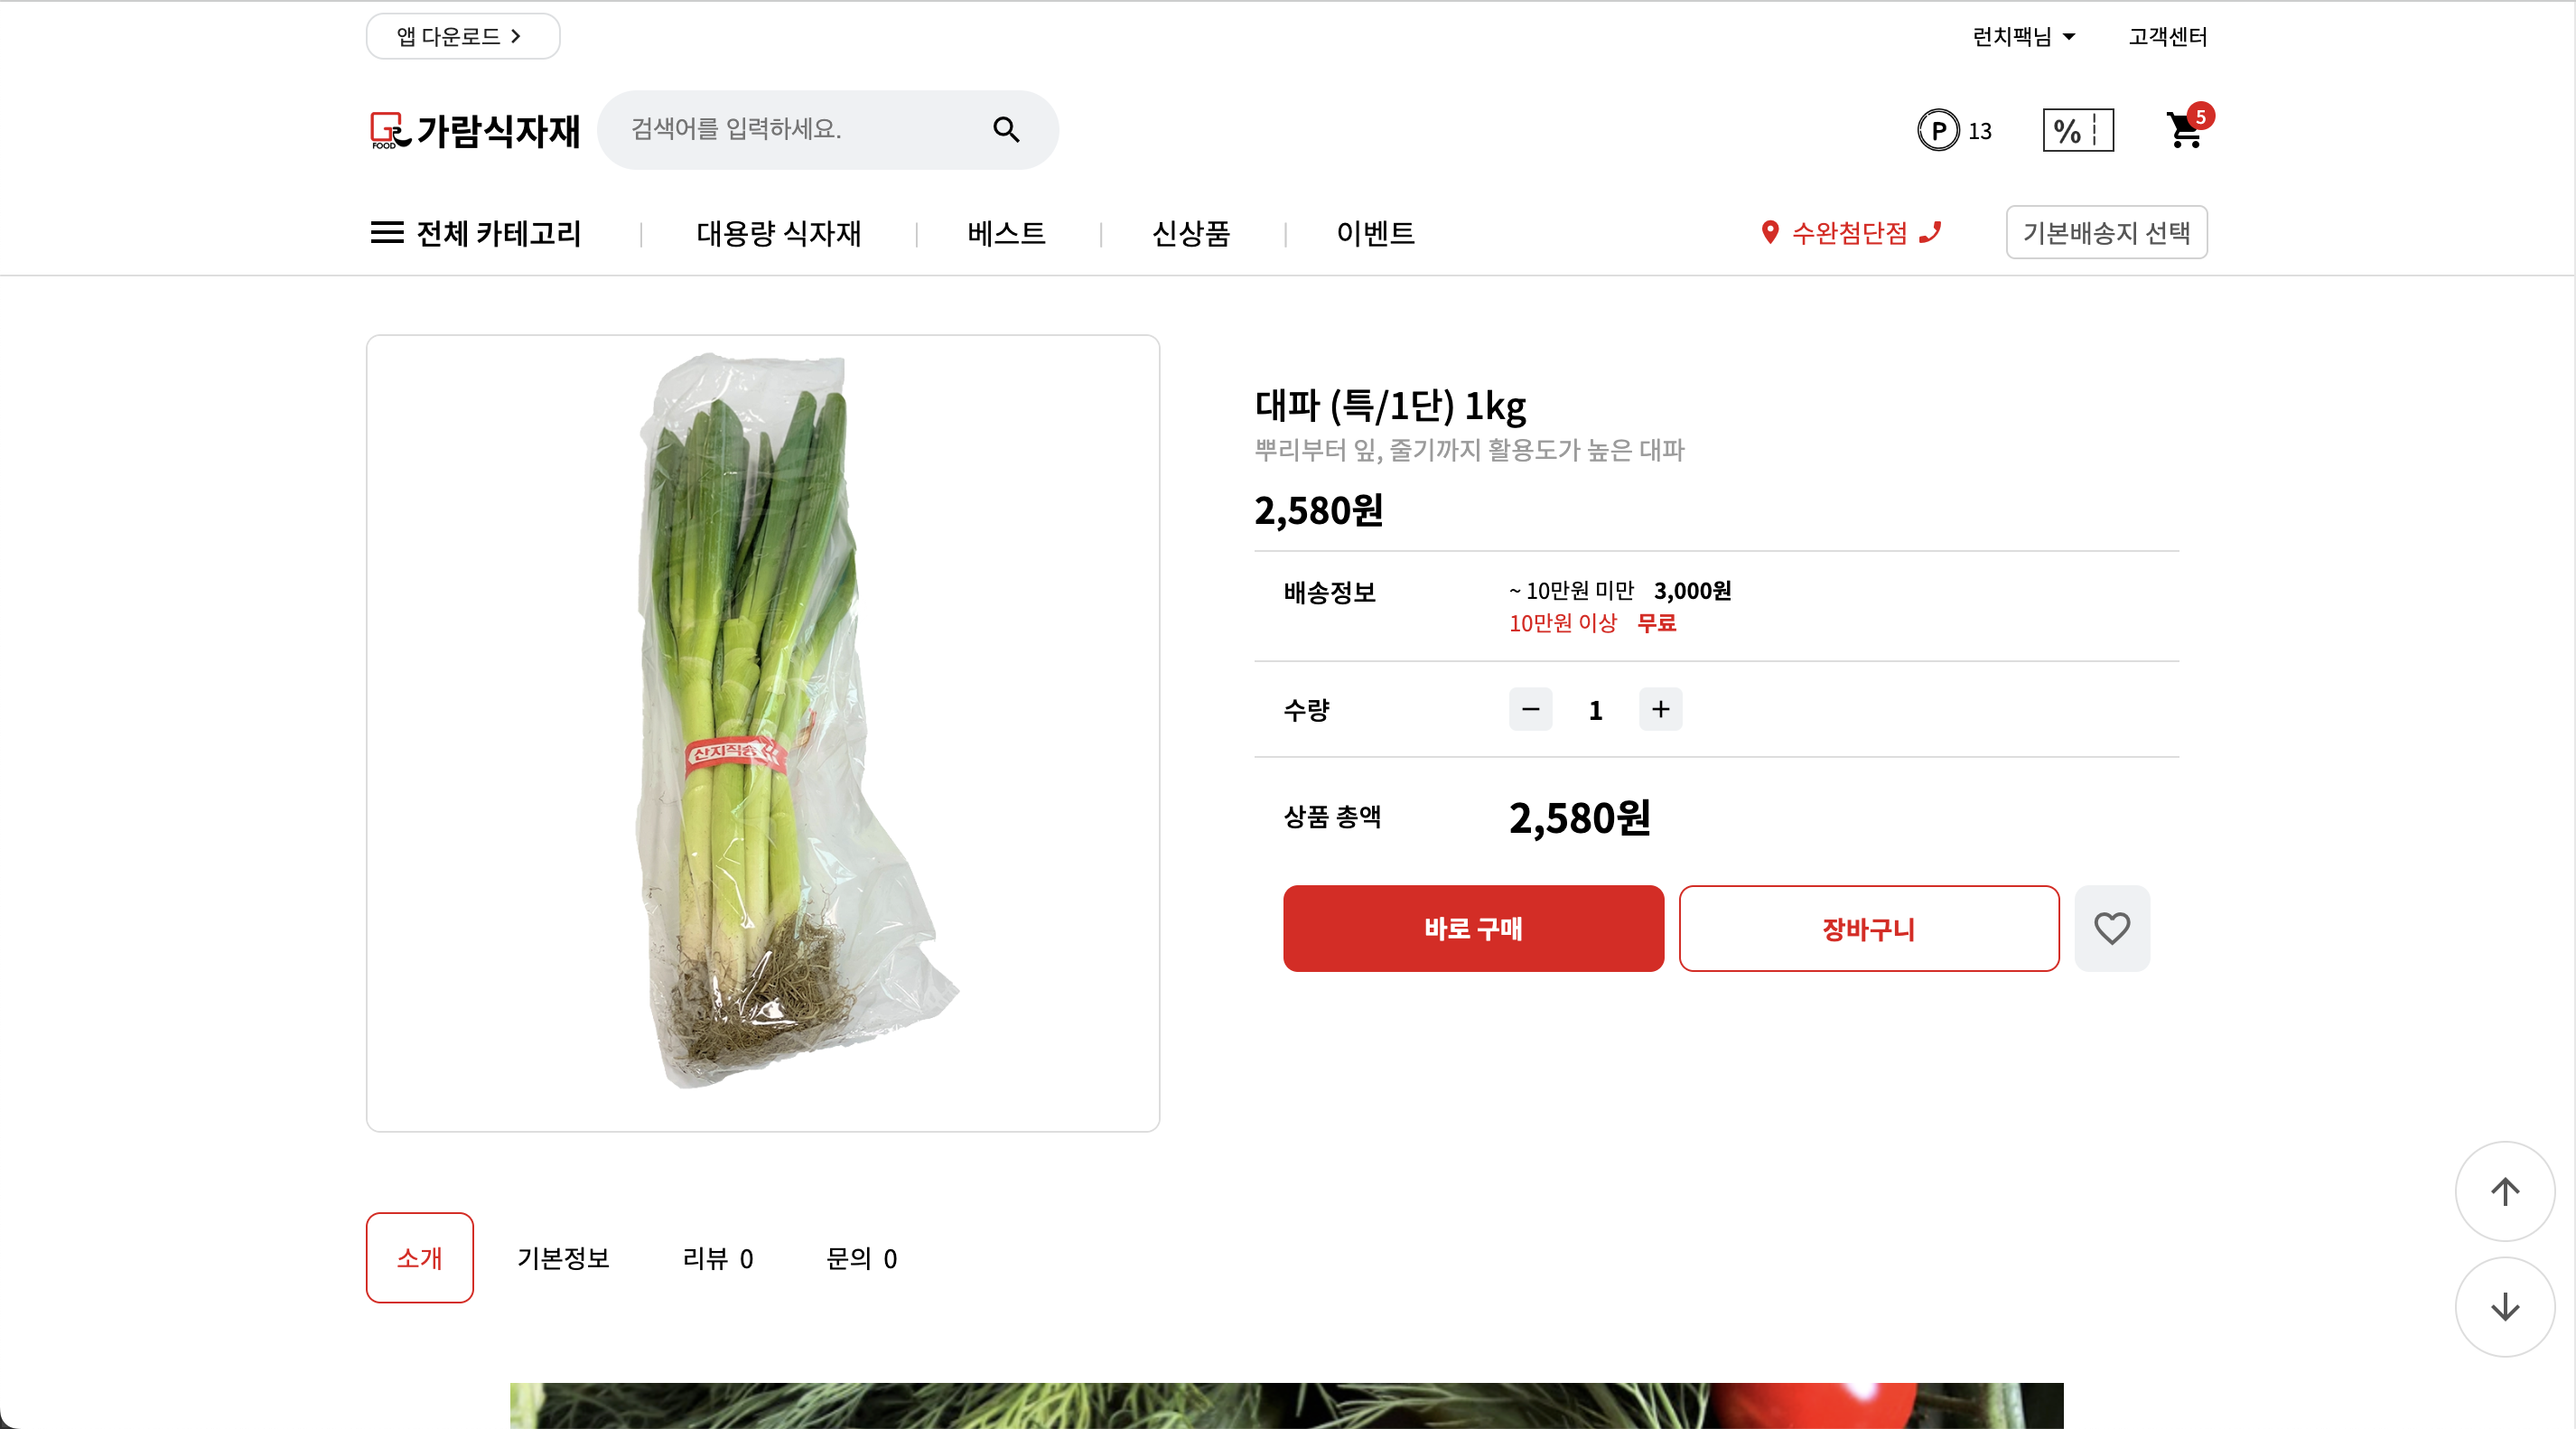 앱 다운로드
런치팩님
고객센터
FOOD
가람식자재
검색어를 입력하세요.
P 13
%
5
전체 카테고리
대용량 식자재
베스트
신상품
이벤트
수완첨단점
기본배송지 선택
산지직송
대파 (특/1단) 1kg
뿌리부터 잎, 줄기까지 활용도가 높은 대파
2,580원
배송정보
~ 10만원 미만 3,000원
10만원 이상 무료
수량
1
상품 총액
2,580원
바로 구매
장바구니
소개
기본정보
리뷰 0
문의 0